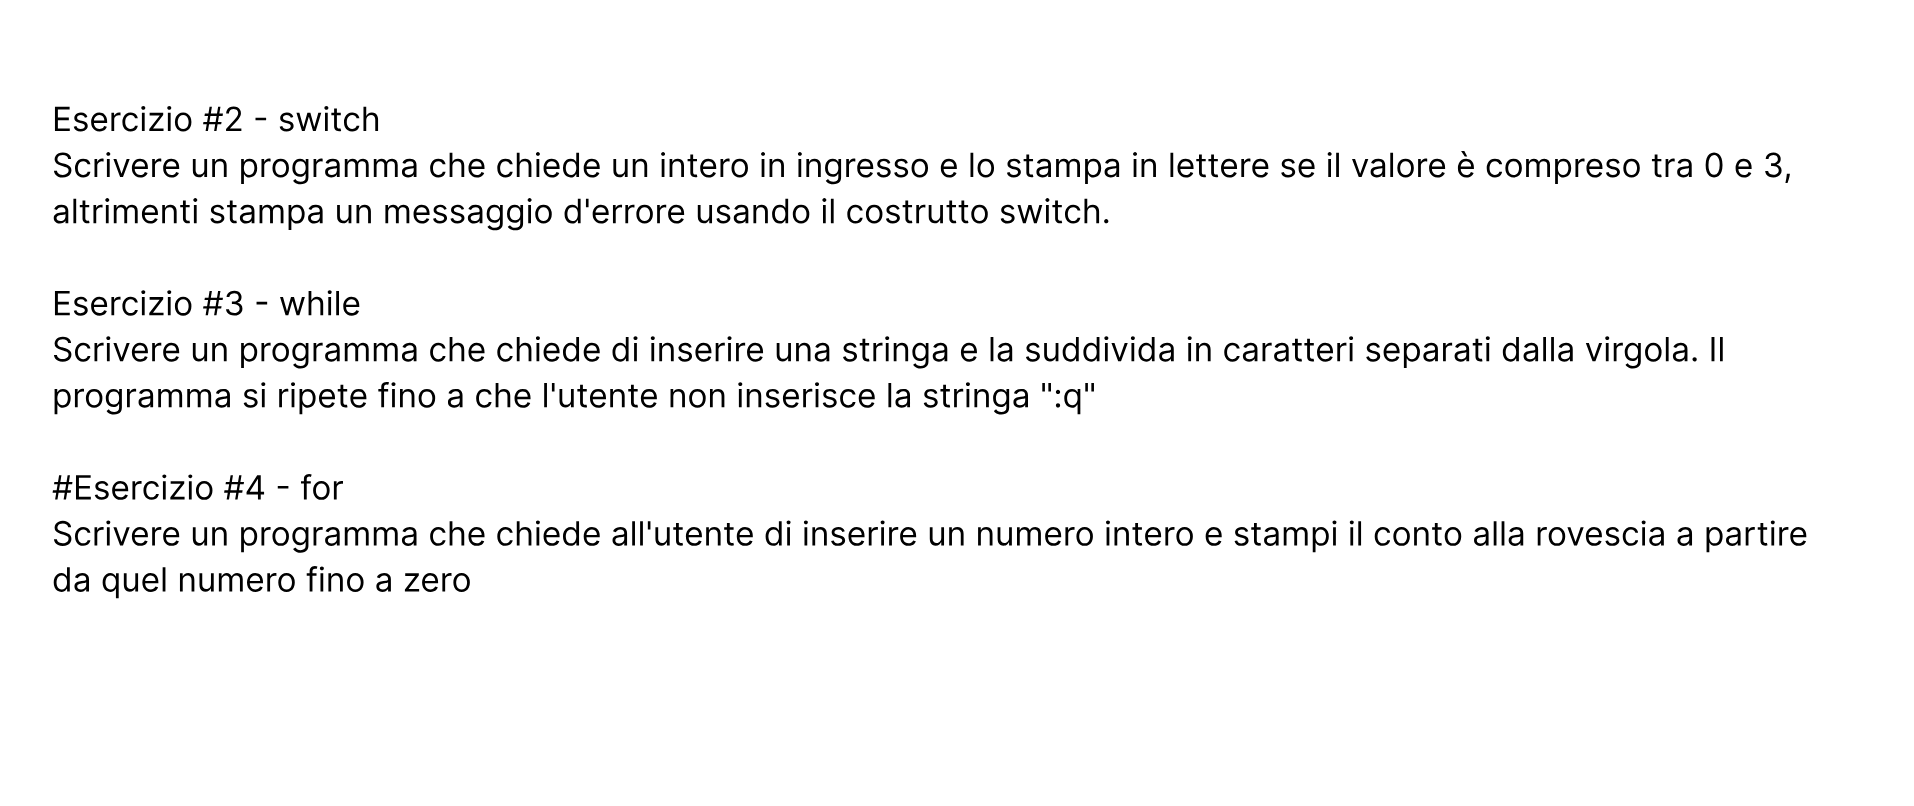 Esercizio #2 - switch
Scrivere un programma che chiede un intero in ingresso e lo stampa in lettere se il valore è compreso tra 0 e 3,
altrimenti stampa un messaggio d'errore usando il costrutto switch.
Esercizio #3 - while
Scrivere un programma che chiede di inserire una stringa e la suddivida in caratteri separati dalla virgola. Il
programma si ripete fino a che l'utente non inserisce la stringa ":q"
#Esercizio #4 - for
Scrivere un programma che chiede all'utente di inserire un numero intero e stampi il conto alla rovescia a partire
da quel numero fino a zero